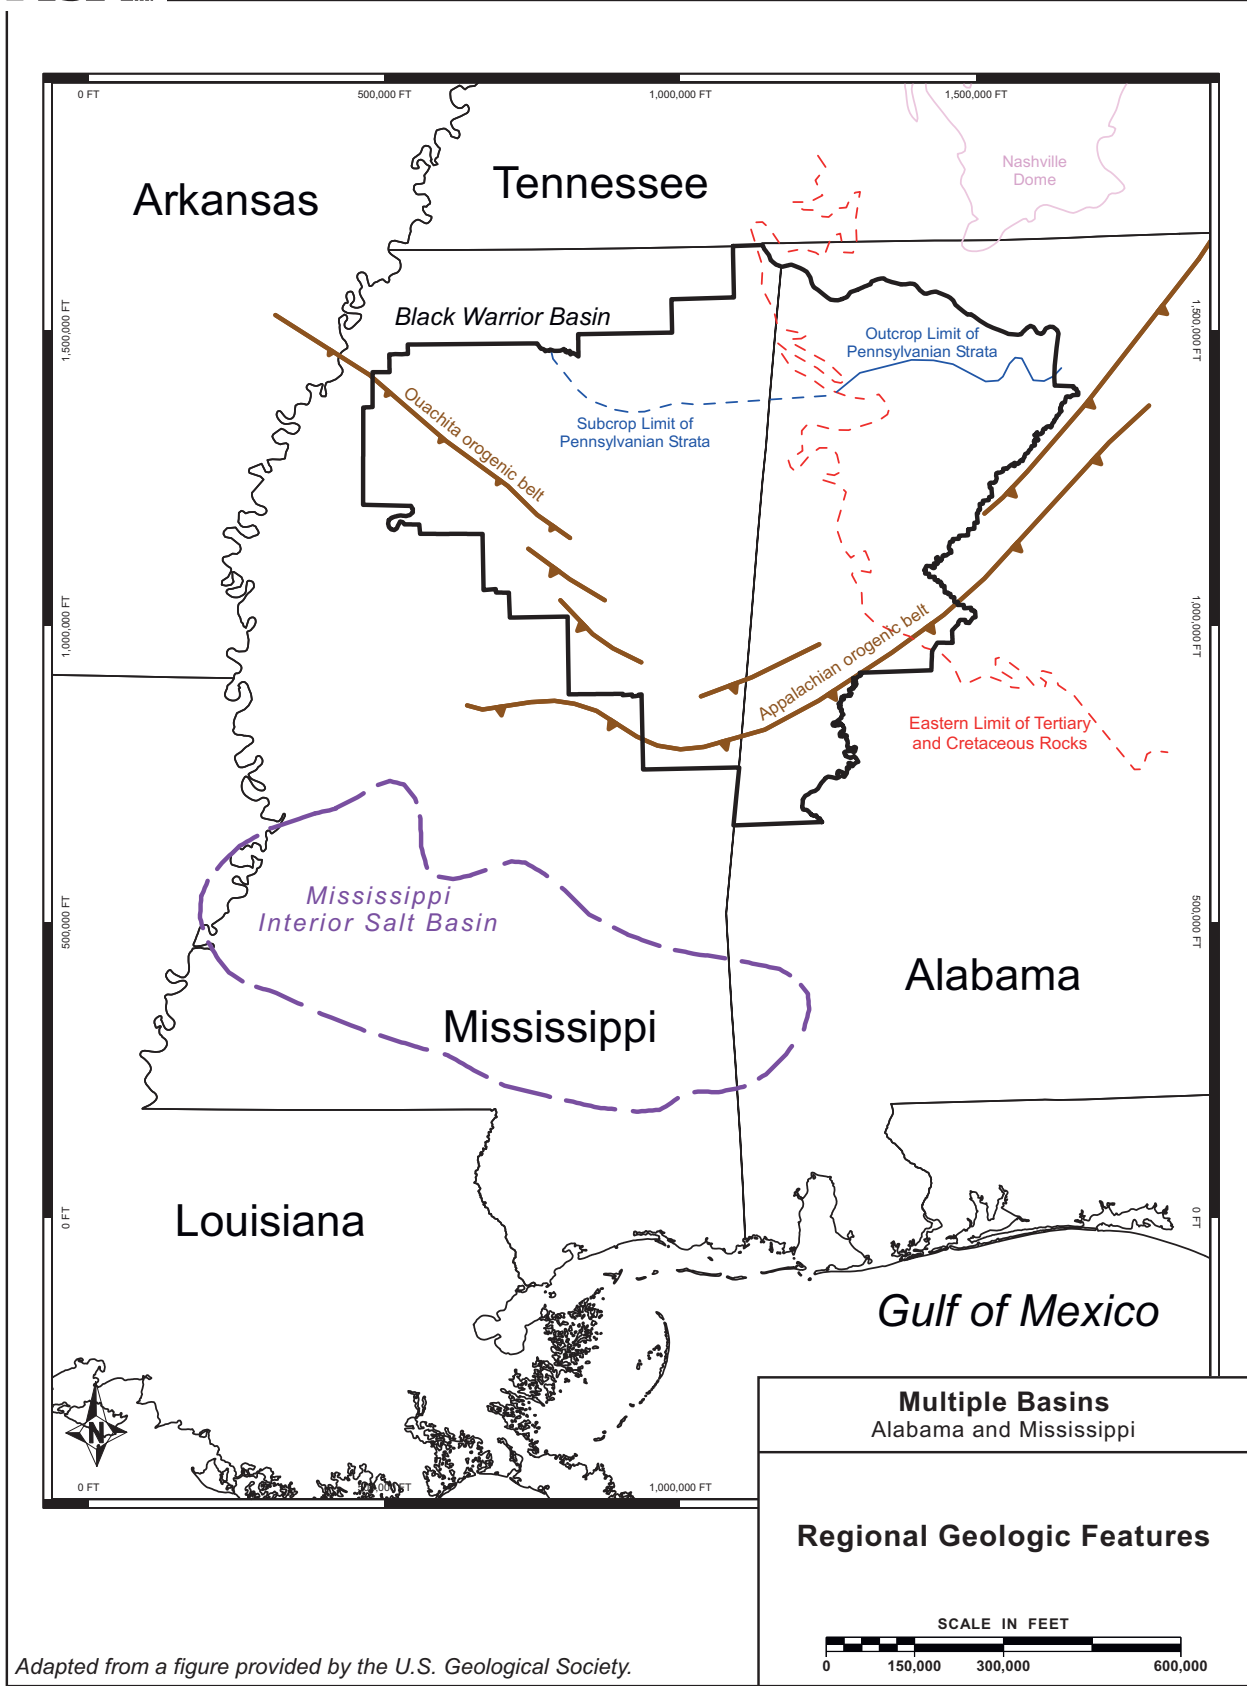 0 FT
500,000 FT
1,000,000 FT
1,500,000 FT
Nashville
Dome
Arkansas
Tennessee
Black Warrior Basin
1,500,000 FT
1,500,000 FT
Outcrop Limit of
Pennsylvanian Strata
Ouachita orogenic belt
Subcrop Limit of
Pennsylvanian Strata
1,000,000 FT
1,000,000 FT
Appalachian orogenic belt
Eastern Limit of Tertiary
and Cretaceous Rocks
Mississippi
Interior Salt Basin
500,000 FT
500,000 FT
Alabama
Mississippi
Louisiana
0 FT
0 FT
Gulf of Mexico
N
0 FT
1,000,000 FT
Multiple Basins
Alabama and Mississippi
Regional Geologic Features
SCALE IN FEET
0 150,000 300,000 600,000
Adapted from a figure provided by the U.S. Geological Society.